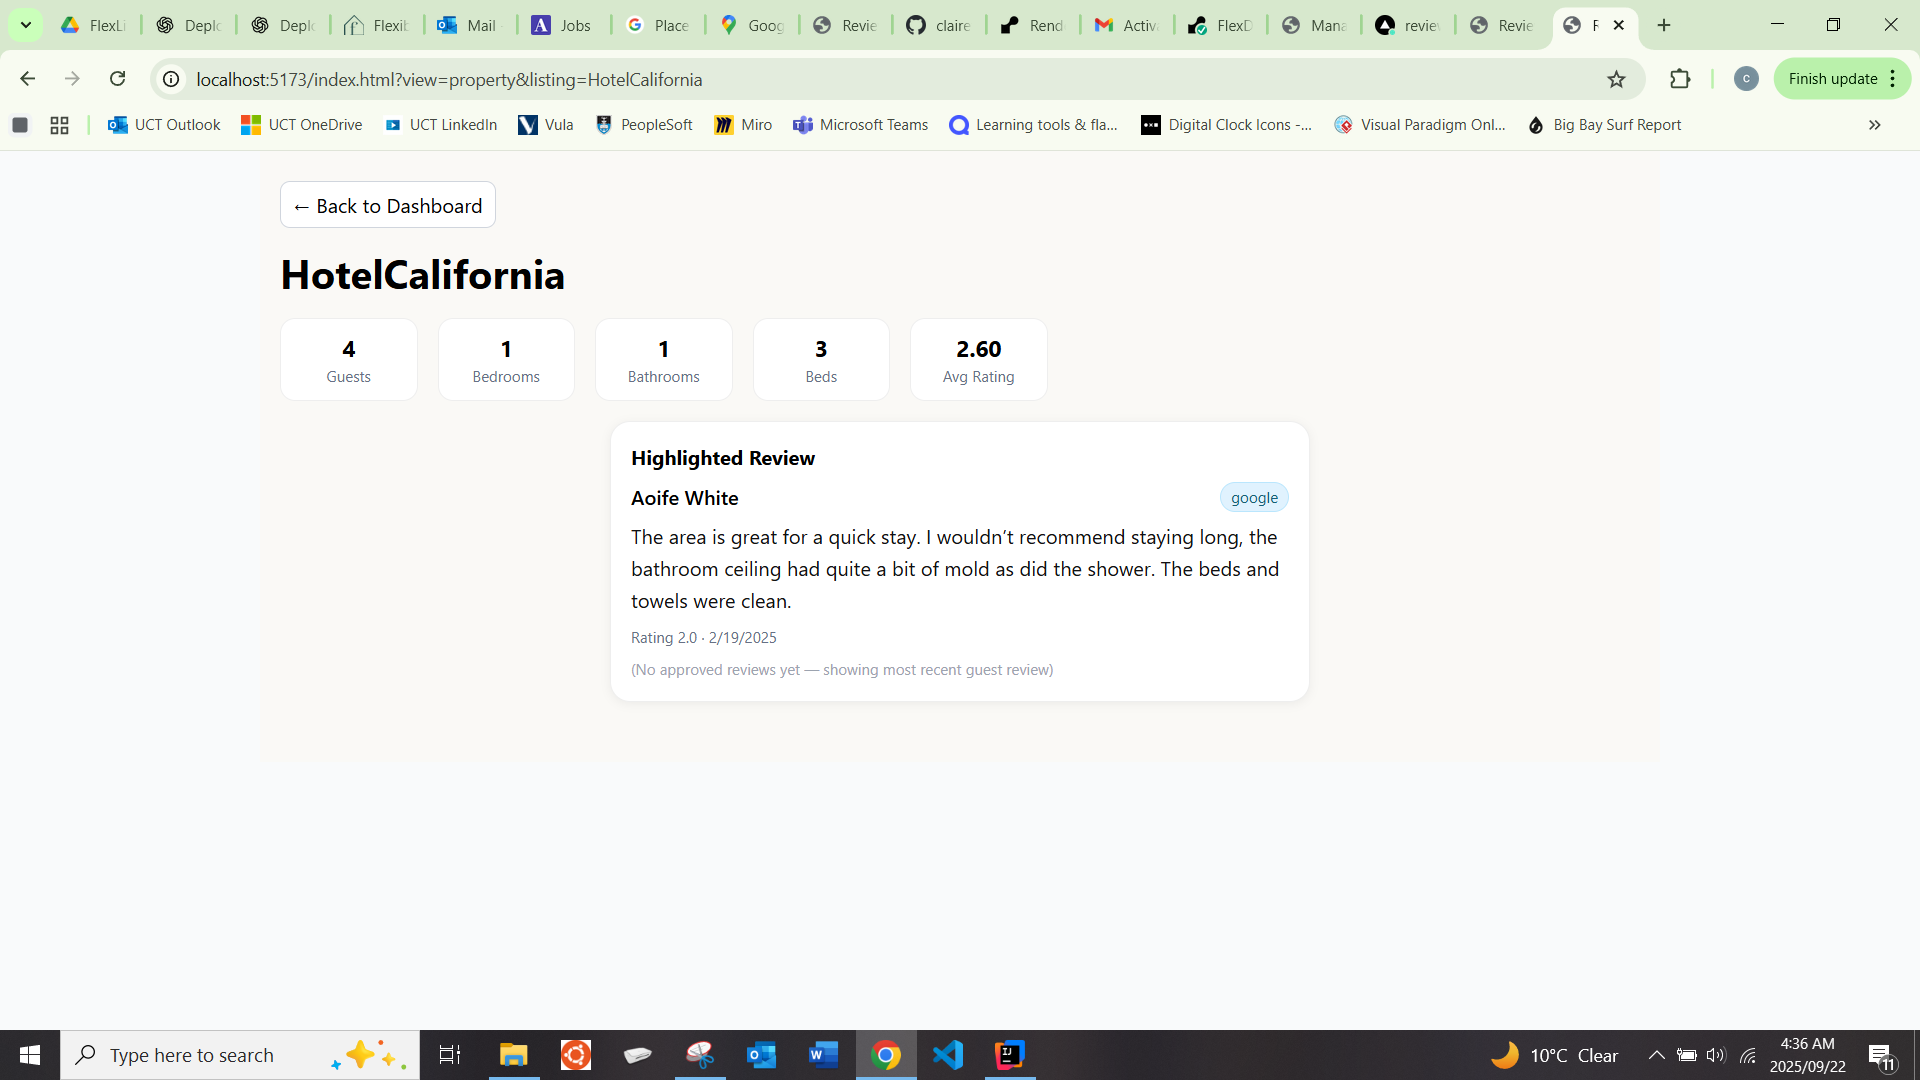 FlexLi
Deplo
Deplo
Flexib
Mail -
Jobs
Place
Goog
Revie
claire
Rend
Activa
FlexD
Mana
review
Revie
R
localhost:5173/index.html?view=property&listing=HotelCalifornia
C
Finish update
UCT Outlook
UCT OneDrive
UCT LinkedIn
Vula
PeopleSoft
Miro
Microsoft Teams
Learning tools & fla...
Digital Clock Icons -...
Visual Paradigm Onl...
Big Bay Surf Report
← Back to Dashboard
HotelCalifornia
4
Guests
1
Bedrooms
1
Bathrooms
3
Beds
2.60
Avg Rating
Highlighted Review
Aoife White
google
The area is great for a quick stay. I wouldn’t recommend staying long, the
bathroom ceiling had quite a bit of mold as did the shower. The beds and
towels were clean.
Rating 2.0 · 2/19/2025
(No approved reviews yet — showing most recent guest review)
Type here to search
10°C Clear
4:36 AM
2025/09/22
11